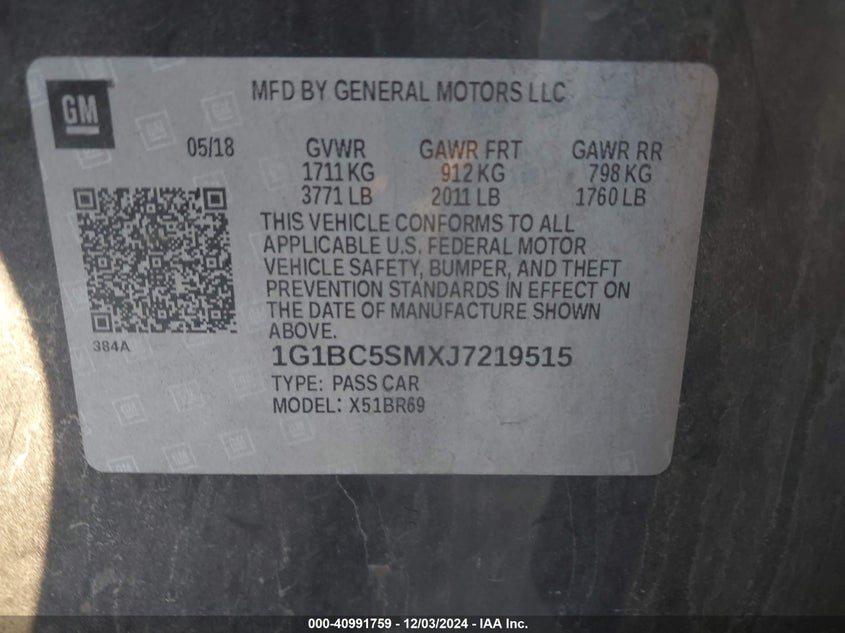 GM
MFD BY GENERAL MOTORS LLC
05/18 GVWR GAWR FRT GAWR RR
1711 KG 912 KG 798 KG
3771 LB 2011 LB 1760 LB
THIS VEHICLE CONFORMS TO ALL
APPLICABLE U.S. FEDERAL MOTOR
VEHICLE SAFETY, BUMPER, AND THEFT
PREVENTION STANDARDS IN EFFECT ON
THE DATE OF MANUFACTURE SHOWN
ABOVE.
384A
1G1BC5SMXJ7219515
TYPE: PASS CAR
MODEL: X51BR69
000-40991759 - 12/03/2024 - IAA Inc.